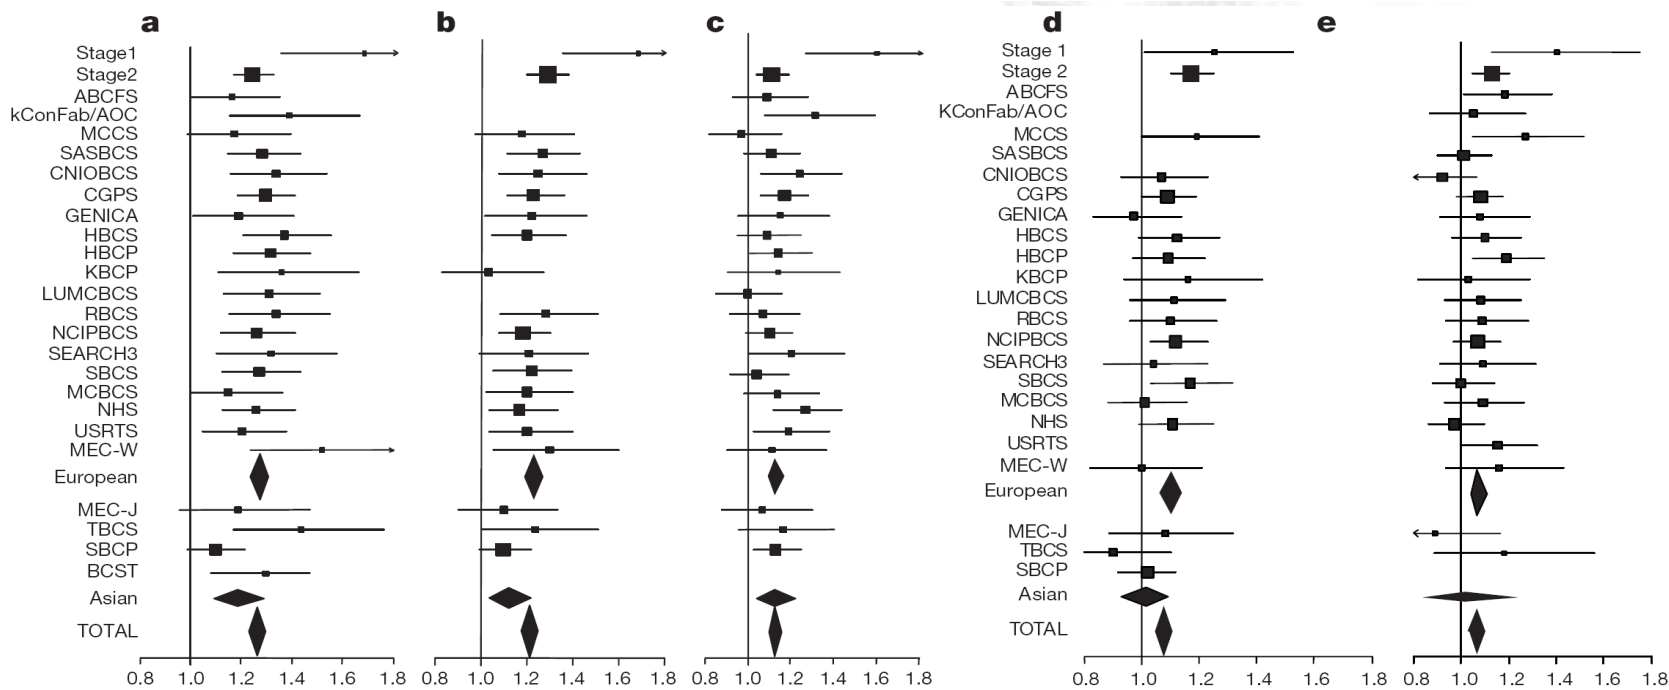 a b c d e
Stage1
Stage2
ABCFS
kConFab/AOC
MCCS
SASBCS
CNIOBCS
CGPS
GENICA
HBCS
HBCP
KBCP
LUMCBCS
RBCS
NCIPBCS
SEARCH3
SBCS
MCBCS
NHS
USRTS
MEC-W
European
MEC-J
TBCS
SBCP
BCST
Asian
TOTAL
0.8 1.0 1.2 1.4 1.6 1.8
0.8 1.0 1.2 1.4 1.6 1.8
0.8 1.0 1.2 1.4 1.6 1.8
Stage 1
Stage 2
ABCFS
KConFab/AOC
MCCS
SASBCS
CNIOBCS
CGPS
GENICA
HBCS
HBCP
KBCP
LUMCBCS
RBCS
NCIPBCS
SEARCH3
SBCS
MCBCS
NHS
USRTS
MEC-W
European
MEC-J
TBCS
SBCP
Asian
TOTAL
0.8 1.0 1.2 1.4 1.6 1.8
0.8 1.0 1.2 1.4 1.6 1.8